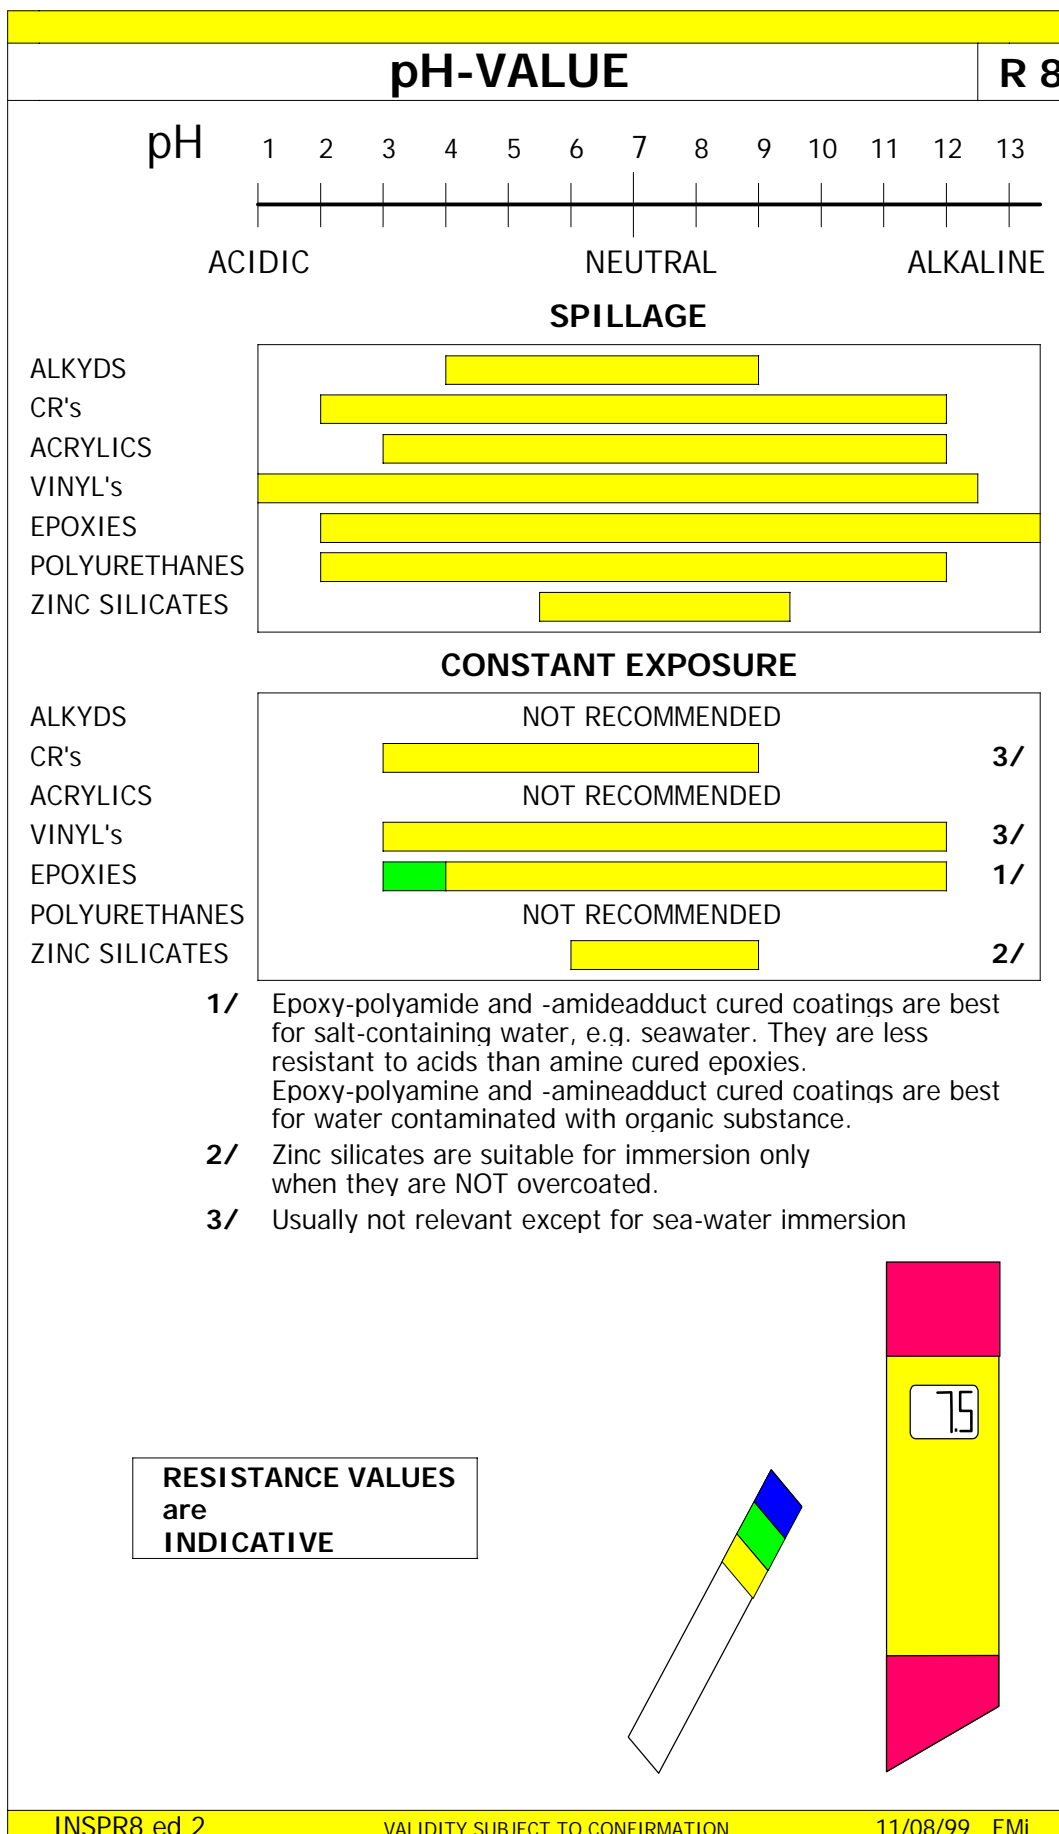 pH-VALUE
R 8
pH 1 2 3 4 5 6 7 8 9 10 11 12 13
ACIDIC NEUTRAL ALKALINE
SPILLAGE
ALKYDS
CR's
ACRYLICS
VINYL's
EPOXIES
POLYURETHANES
ZINC SILICATES
CONSTANT EXPOSURE
ALKYDS NOT RECOMMENDED
CR's 3/
ACRYLICS NOT RECOMMENDED
VINYL's 3/
EPOXIES 1/
POLYURETHANES NOT RECOMMENDED
ZINC SILICATES 2/
1/ Epoxy-polyamide and -amideadduct cured coatings are best
for salt-containing water, e.g. seawater. They are less
resistant to acids than amine cured epoxies.
Epoxy-polyamine and -amineadduct cured coatings are best
for water contaminated with organic substance.
2/ Zinc silicates are suitable for immersion only
when they are NOT overcoated.
3/ Usually not relevant except for sea-water immersion
7.5
RESISTANCE VALUES
are
INDICATIVE
INSPR8 ed 2 VALIDITY SUBJECT TO CONFIRMATION 11/08/99 EMi